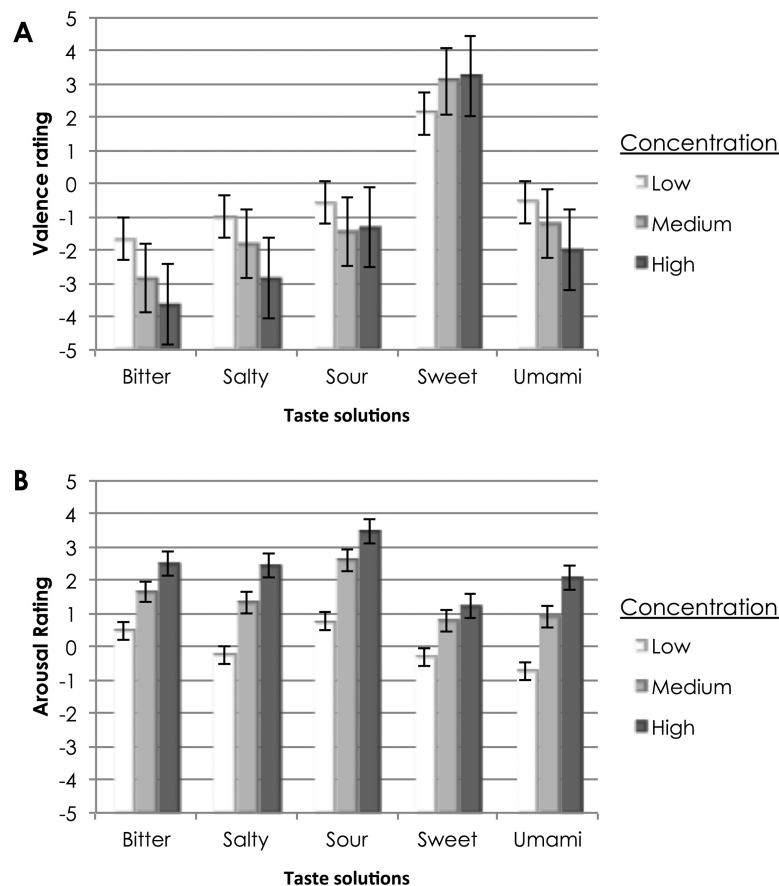 A
5
4
3
2
1
0
-1
-2
-3
-4
-5
Valence rating
Bitter Salty Sour Sweet Umami
Taste solutions
Concentration
Low
Medium
High
B
5
4
3
2
1
0
-1
-2
-3
-4
-5
Arousal Rating
Bitter Salty Sour Sweet Umami
Taste solutions
Concentration
Low
Medium
High